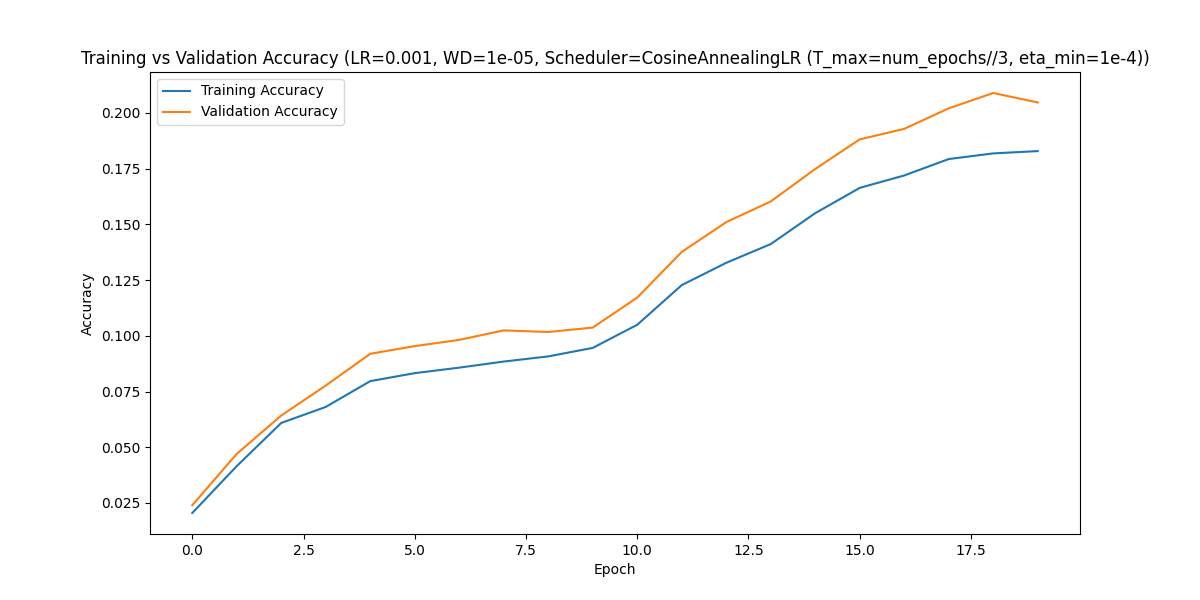 Training vs Validation Accuracy (LR=0.001, WD=1e-05, Scheduler=CosineAnnealingLR (T_max=num_epochs//3, eta_min=1e-4))
Training Accuracy
Validation Accuracy
0.200
0.175
0.150
0.125
0.100
0.075
0.050
0.025
Accuracy
0.0 2.5 5.0 7.5 10.0 12.5 15.0 17.5
Epoch